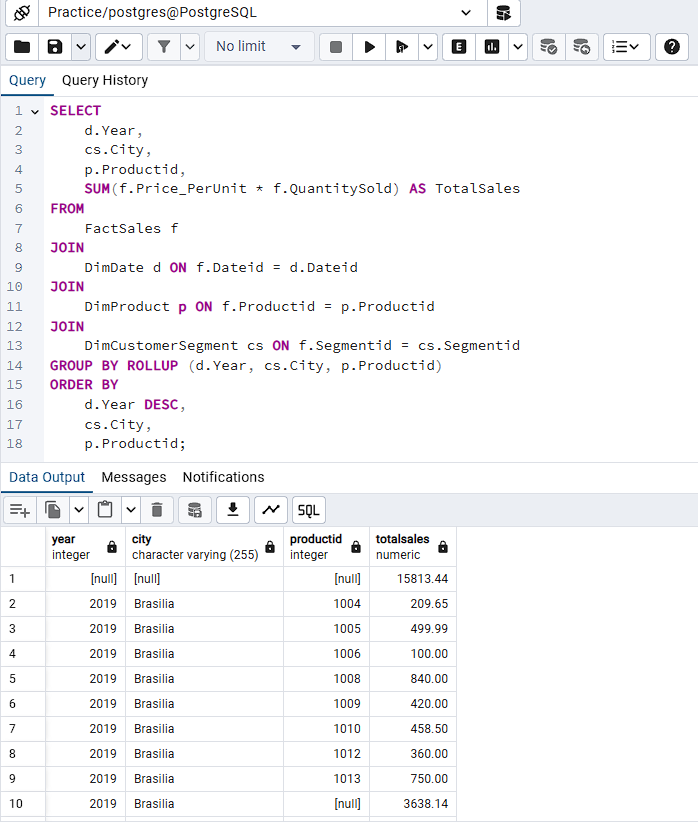 Practice/postgres@PostgreSQL
No limit
E
Query Query History
1 SELECT
2 d.Year,
3 cs.City,
4 p.Productid,
5 SUM(f.Price_PerUnit * f.QuantitySold) AS TotalSales
6 FROM
7 FactSales f
8 JOIN
9 DimDate d ON f.Dateid = d.Dateid
10 JOIN
11 DimProduct p ON f.Productid = p.Productid
12 JOIN
13 DimCustomerSegment cs ON f.Segmentid = cs.Segmentid
14 GROUP BY ROLLUP (d.Year, cs.City, p.Productid)
15 ORDER BY
16 d.Year DESC,
17 cs.City,
18 p.Productid;
Data Output Messages Notifications
SQL
year city productid totalsales
integer character varying (255) integer numeric
1 [null] [null] [null] 15813.44
2 2019 Brasilia 1004 209.65
3 2019 Brasilia 1005 499.99
4 2019 Brasilia 1006 100.00
5 2019 Brasilia 1008 840.00
6 2019 Brasilia 1009 420.00
7 2019 Brasilia 1010 458.50
8 2019 Brasilia 1012 360.00
9 2019 Brasilia 1013 750.00
10 2019 Brasilia [null] 3638.14